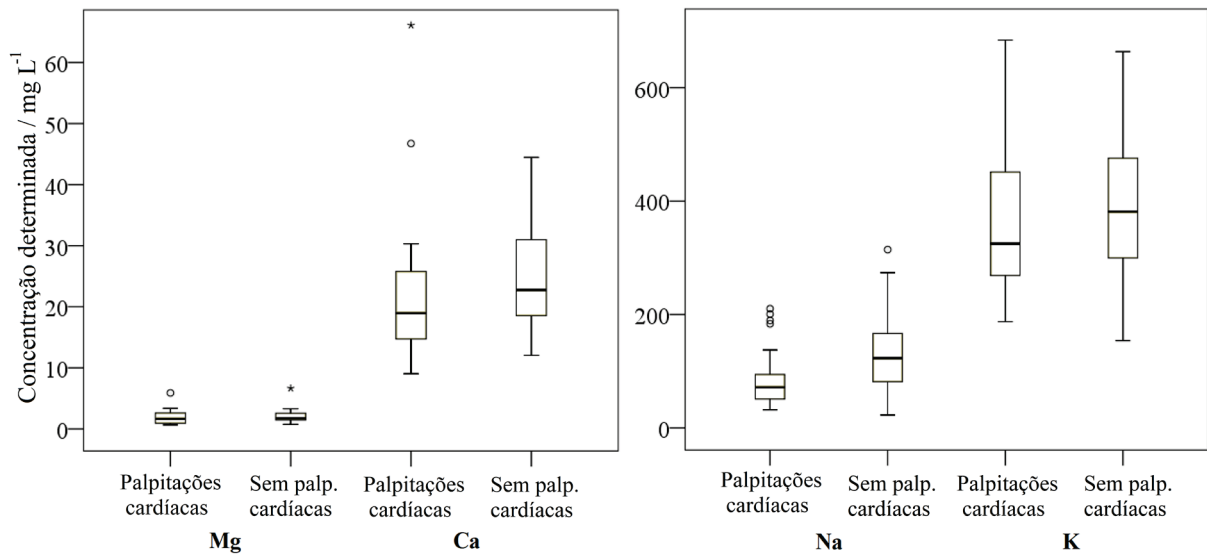 Concentração determinada / mg L-1
60
50
40
30
20
10
0
Palpitações
cardíacas
Sem palp.
cardíacas
Palpitações
cardíacas
Sem palp.
cardíacas
Mg
Ca
600
400
200
0
Palpitações
cardíacas
Sem palp.
cardíacas
Palpitações
cardíacas
Sem palp.
cardíacas
Na
K